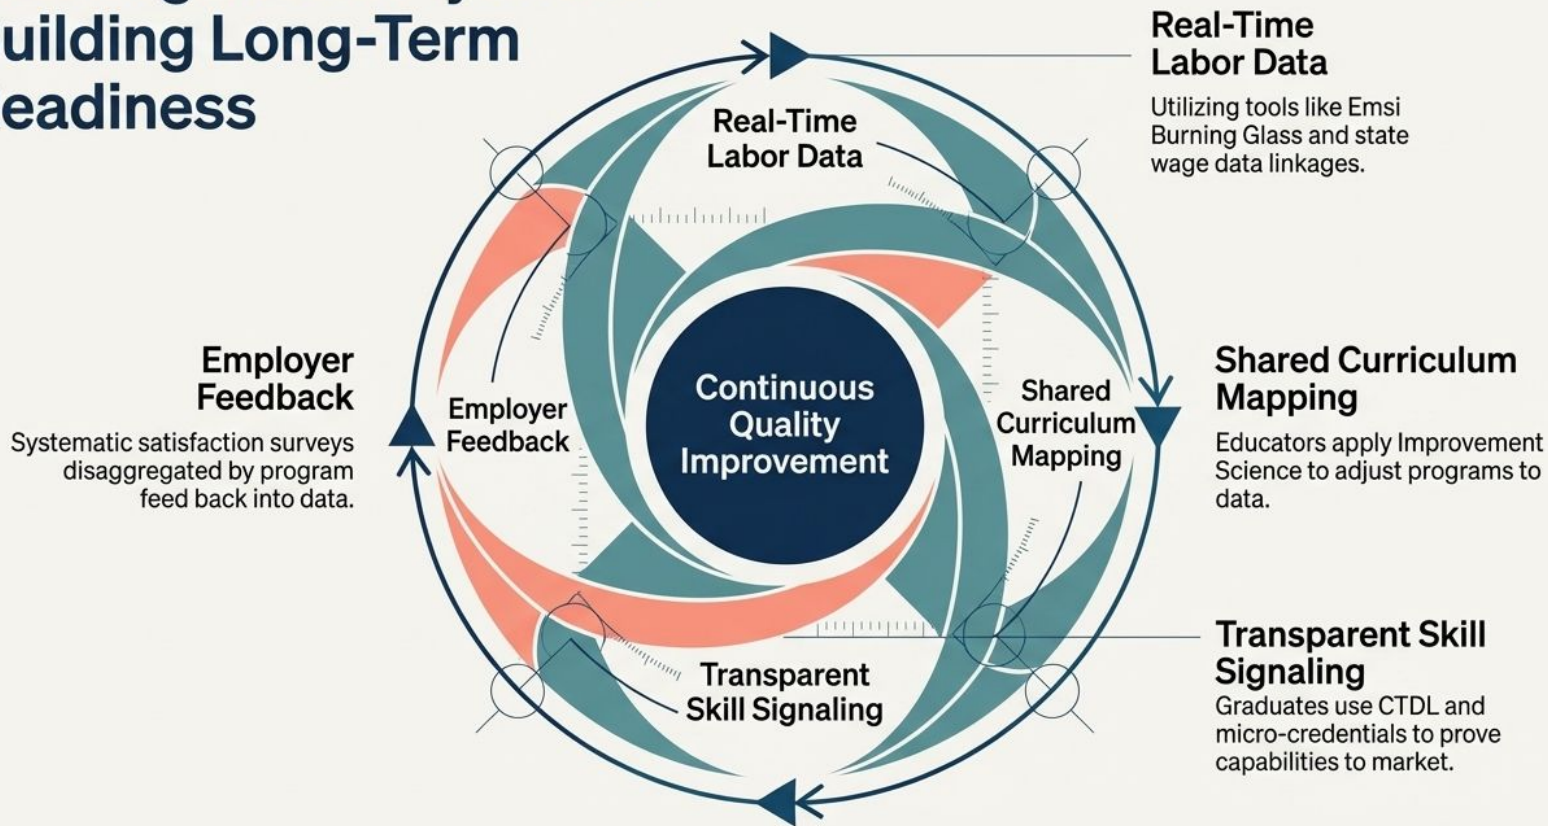 uilding Long-Term
eadiness
Real-Time
Labor Data
Utilizing tools like Emsi
Burning Glass and state
wage data linkages.
Real-Time
Labor Data
Employer
Feedback
Systematic satisfaction surveys
disaggregated by program
feed back into data.
Employer
Feedback
Continuous
Quality
Improvement
Shared
Curriculum
Mapping
Shared Curriculum
Mapping
Educators apply Improvement
Science to adjust programs to
data.
Transparent Skill
Signaling
Graduates use CTDL and
micro-credentials to prove
capabilities to market.
Transparent
Skill Signaling